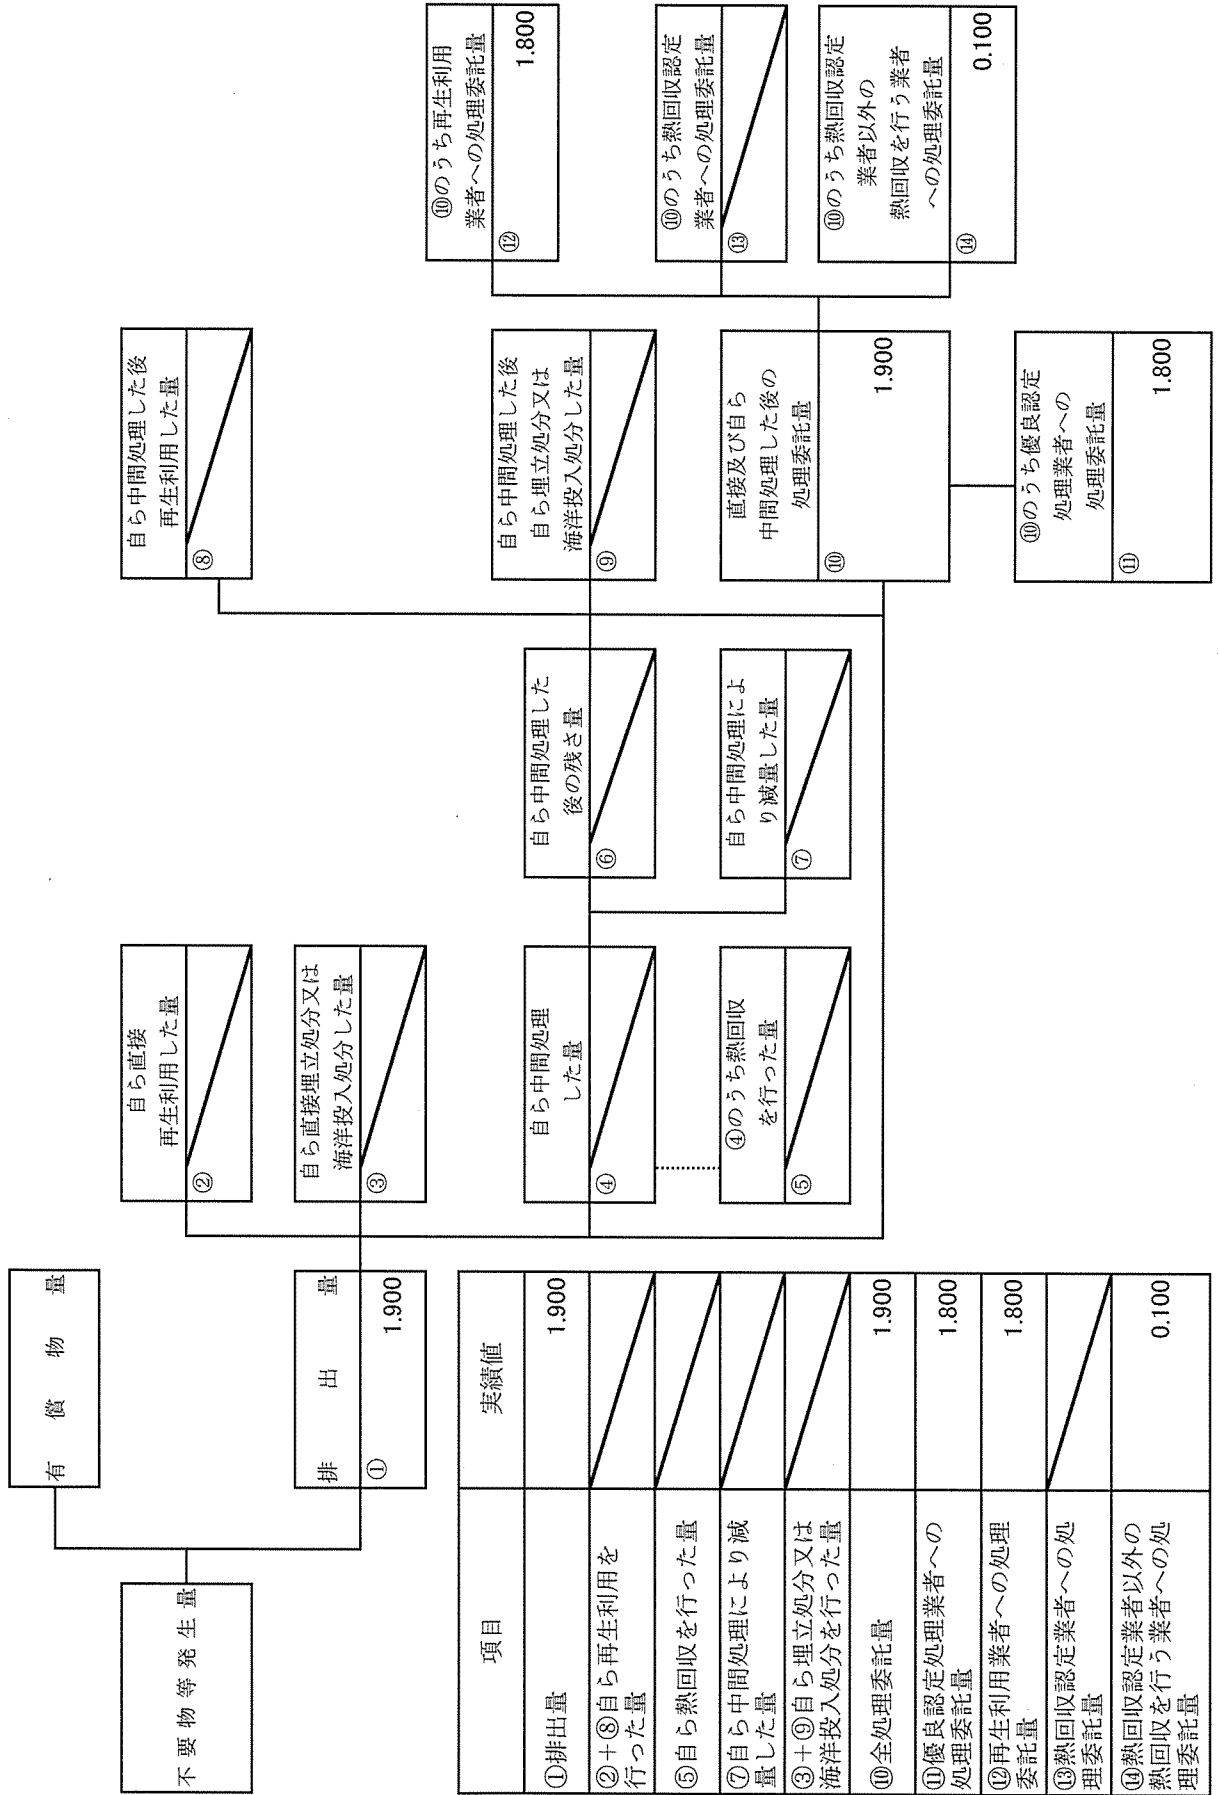 不要物等発生量
有償物量
排出量
①
1.900
自ら直接
再生利用した量
②
自ら直接埋立処分又は
海洋投入処分した量
③
自ら中間処理
した量
④
④のうち熱回収
を行った量
⑤
自ら中間処理した
後の残さ量
⑥
自ら中間処理によ
り減量した量
⑦
自ら中間処理した後
再生利用した量
⑧
自ら中間処理した後
自ら埋立処分又は
海洋投入処分した量
⑨
直接及び自ら
中間処理した後の
処理委託量
⑩
1.900
⑩のうち優良認定
処理業者への
処理委託量
⑪
1.800
⑩のうち再生利用
業者への処理委託量
⑫
1.800
⑩のうち熱回収認定
業者への処理委託量
⑬
⑩のうち熱回収認定
業者以外の
熱回収を行う業者
への処理委託量
⑭
0.100
項目
実績値
①排出量
1.900
②+⑧自ら再生利用を
行った量
⑤自ら熱回収を行った量
⑦自ら中間処理により減
量した量
③+⑨自ら埋立処分又は
海洋投入処分を行った量
⑩全処理委託量
1.900
⑪優良認定処理業者への
処理委託量
1.800
⑫再生利用業者への処理
委託量
1.800
⑬熱回収認定業者への処
理委託量
⑭熱回収認定業者以外の
熱回収を行う業者への処
理委託量
0.100